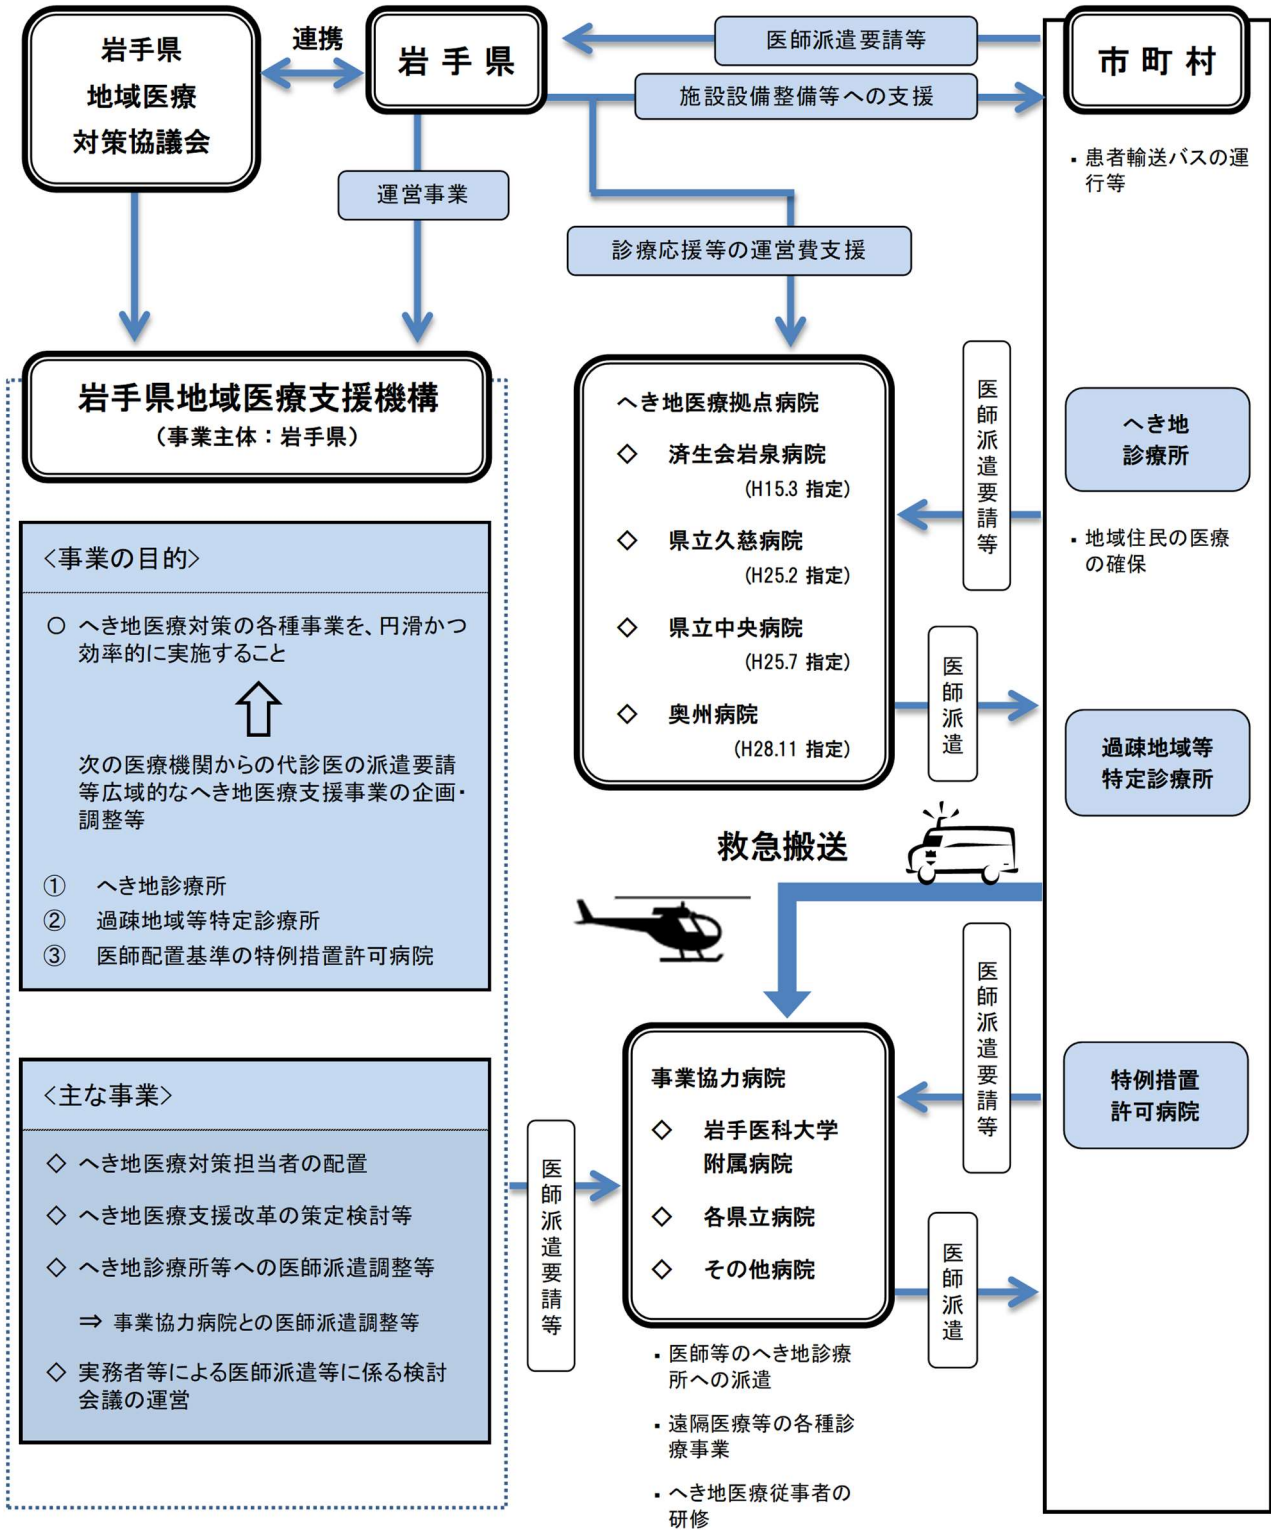 岩手県
地域医療
対策協議会
連携
岩手県
医師派遣要請等
施設設備整備等への支援
市町村
▪ 患者輸送バスの運
行等
運営事業
診療応援等の運営費支援
岩手県地域医療支援機構
（事業主体：岩手県）
<事業の目的>
○ へき地医療対策の各種事業を、円滑かつ
効率的に実施すること
次の医療機関からの代診医の派遣要請
等広域的なへき地医療支援事業の企画・
調整等
① へき地診療所
② 過疎地域等特定診療所
③ 医師配置基準の特例措置許可病院
<主な事業>
◇ へき地医療対策担当者の配置
◇ へき地医療支援改革の策定検討等
◇ へき地診療所等への医師派遣調整等
⇒ 事業協力病院との医師派遣調整等
◇ 実務者等による医師派遣等に係る検討
会議の運営
へき地医療拠点病院
◇ 済生会岩泉病院
(H15.3 指定)
◇ 県立久慈病院
(H25.2 指定)
◇ 県立中央病院
(H25.7 指定)
◇ 奥州病院
(H28.11 指定)
医師派遣要請等
医師派遣
へき地
診療所
▪ 地域住民の医療
の確保
過疎地域等
特定診療所
救急搬送
医師派遣要請等
特例措置
許可病院
医師派遣要請等
事業協力病院
◇ 岩手医科大学
附属病院
◇ 各県立病院
◇ その他病院
医師派遣
▪ 医師等のへき地診療
所への派遣
▪ 遠隔医療等の各種診
療事業
▪ へき地医療従事者の
研修